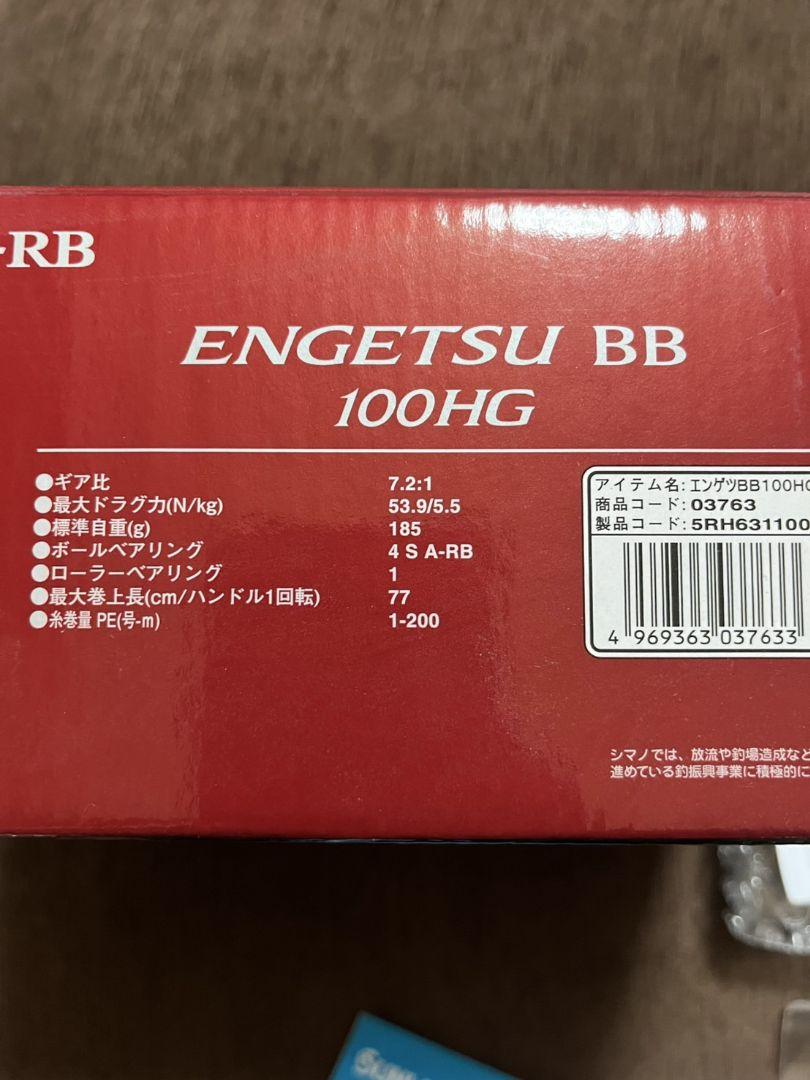 -RB
ENGETSU BB
100HG
●ギア比 7.2:1
●最大ドラグ力(N/kg) 53.9/5.5
●標準自重(g) 185
●ボールベアリング 4 S A-RB
●ローラーベアリング 1
●最大巻上長(cm/ハンドル1回転) 77
●糸巻量 PE(号-m) 1-200
アイテム名: エンゲツBB100HG
商品コード: 03763
製品コード: 5RH631100
4 969363 037633
シマノでは、放流や釣場造成など
進めている釣振興事業に積極的に